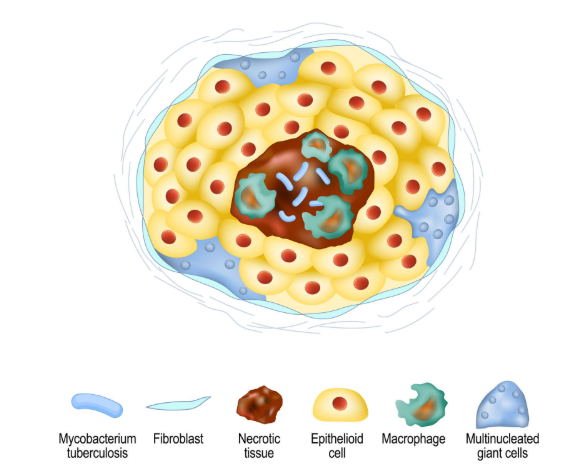 Mycobacterium
tuberculosis
Fibroblast
Necrotic
tissue
Epithelioid
cell
Macrophage
Multinucleated
giant cells